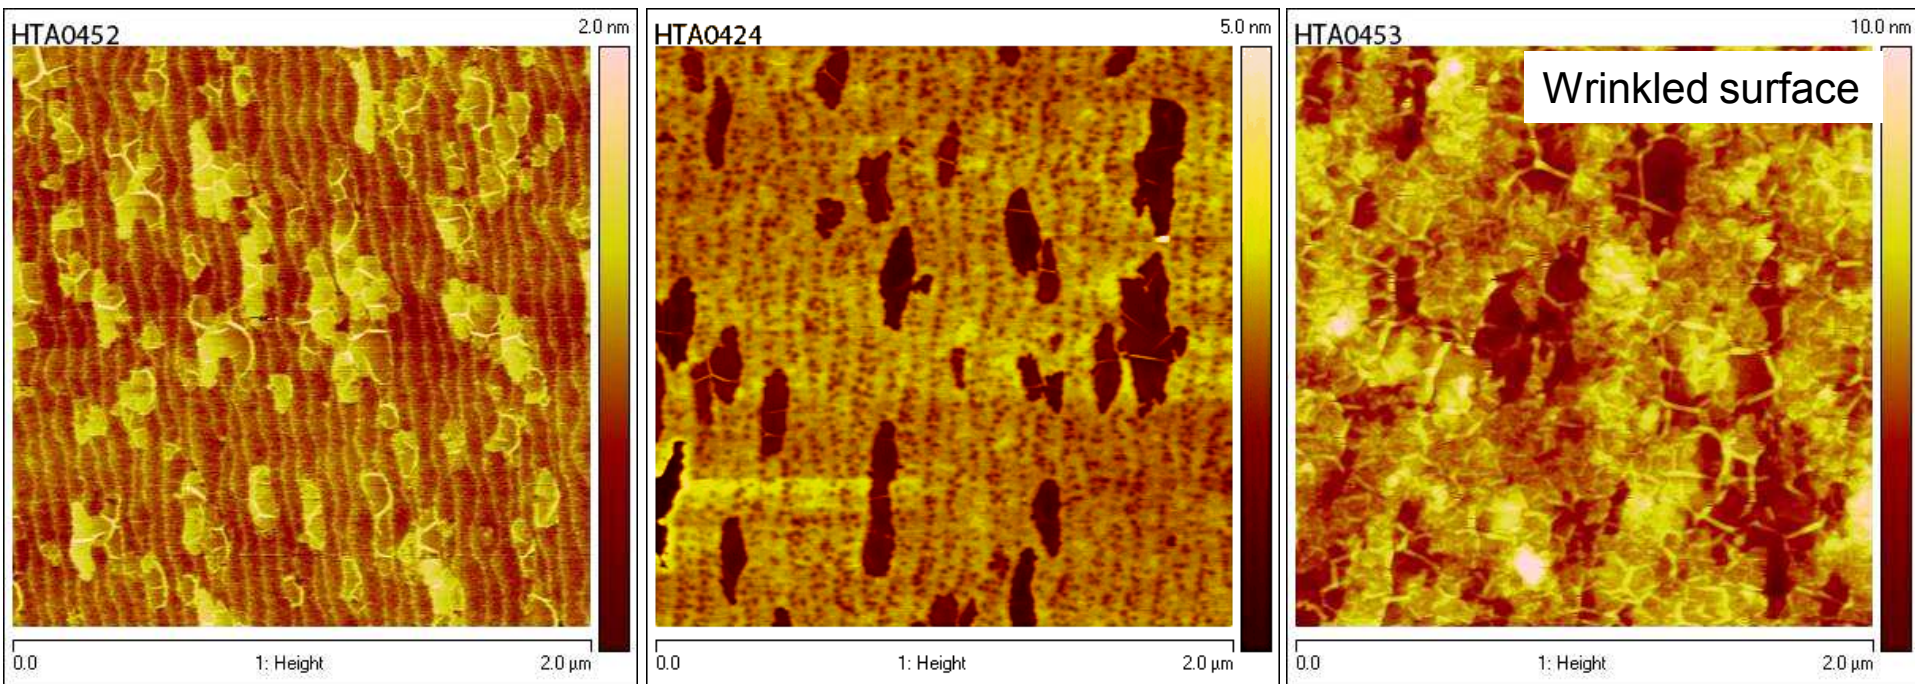 HTA0452
2.0 nm
0.0
1: Height
2.0 µm
HTA0424
5.0 nm
0.0
1: Height
2.0 µm
HTA0453
10.0 nm
Wrinkled surface
0.0
1: Height
2.0 µm